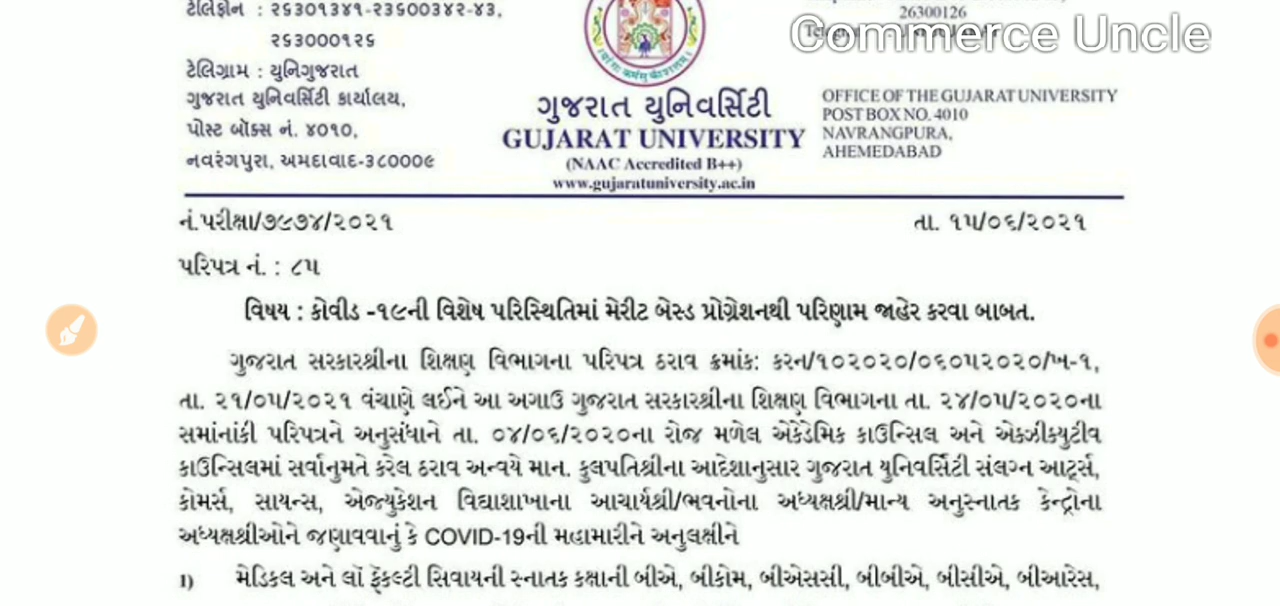 ટેલિફોન : ૨૬૩૦૧૩૪૧-૨૬૩૦૦૩૪૨-૪૩,
૨૬૩૦૦૦૧૨૬
ટેલિગ્રામ : યુનિગુજરાત
ગુજરાત યુનિવર્સિટી કાર્યાલય,
પોસ્ટ બૉક્સ નં. ૪૦૧૦,
નવરંગપુરા, અમદાવાદ-૩૮૦૦૦૯
ગુજરાત યુનિવર્સિટી
GUJARAT UNIVERSITY
(NAAC Accredited B++)
www.gujaratuniversity.ac.in
26300126
Commerce Uncle
OFFICE OF THE GUJARAT UNIVERSITY
POST BOX NO. 4010
NAVRANGPURA,
AHEMEDABAD
નં.પરીક્ષા/૭૯૭૪/૨૦૨૧ તા. ૧૫/૦૬/૨૦૨૧
પરિપત્ર નં. : ૮૫
વિષય : કોવીડ -૧૯ની વિશેષ પરિસ્થિતિમાં મેરીટ બેસ્ડ પ્રોગ્રેશનથી પરિણામ જાહેર કરવા બાબત.
ગુજરાત સરકારશ્રીના શિક્ષણ વિભાગના પરિપત્ર ઠરાવ ક્રમાંક: કરન/૧૦૨૦૨૦/૦૬૦૫૨૦૨૦/ખ-૧,
તા. ૨૧/૦૫/૨૦૨૧ વંચાણે લઈને આ અગાઉ ગુજરાત સરકારશ્રીના શિક્ષણ વિભાગના તા. ૨૪/૦૫/૨૦૨૦ના
સમાંનાંકી પરિપત્રને અનુસંધાને તા. ૦૪/૦૬/૨૦૨૦ના રોજ મળેલ એકેડેમિક કાઉન્સિલ અને એક્ઝીક્યુટીવ
કાઉન્સિલમાં સર્વાનુમતે કરેલ ઠરાવ અન્વયે માન. કુલપતિશ્રીના આદેશાનુસાર ગુજરાત યુનિવર્સિટી સંલગ્ન આર્ટ્સ,
કોમર્સ, સાયન્સ, એજ્યુકેશન વિદ્યાશાખાના આચાર્યશ્રી/ભવનોના અધ્યક્ષશ્રી/માન્ય અનુસ્નાતક કેન્દ્રોના
અધ્યક્ષશ્રીઓને જણાવવાનું કે COVID-19ની મહામારીને અનુલક્ષીને
1) મેડિકલ અને લૉ ફૅકલ્ટી સિવાયની સ્નાતક કક્ષાની બીએ, બીકોમ, બીએસસી, બીબીએ, બીસીએ, બીઆરેસ,